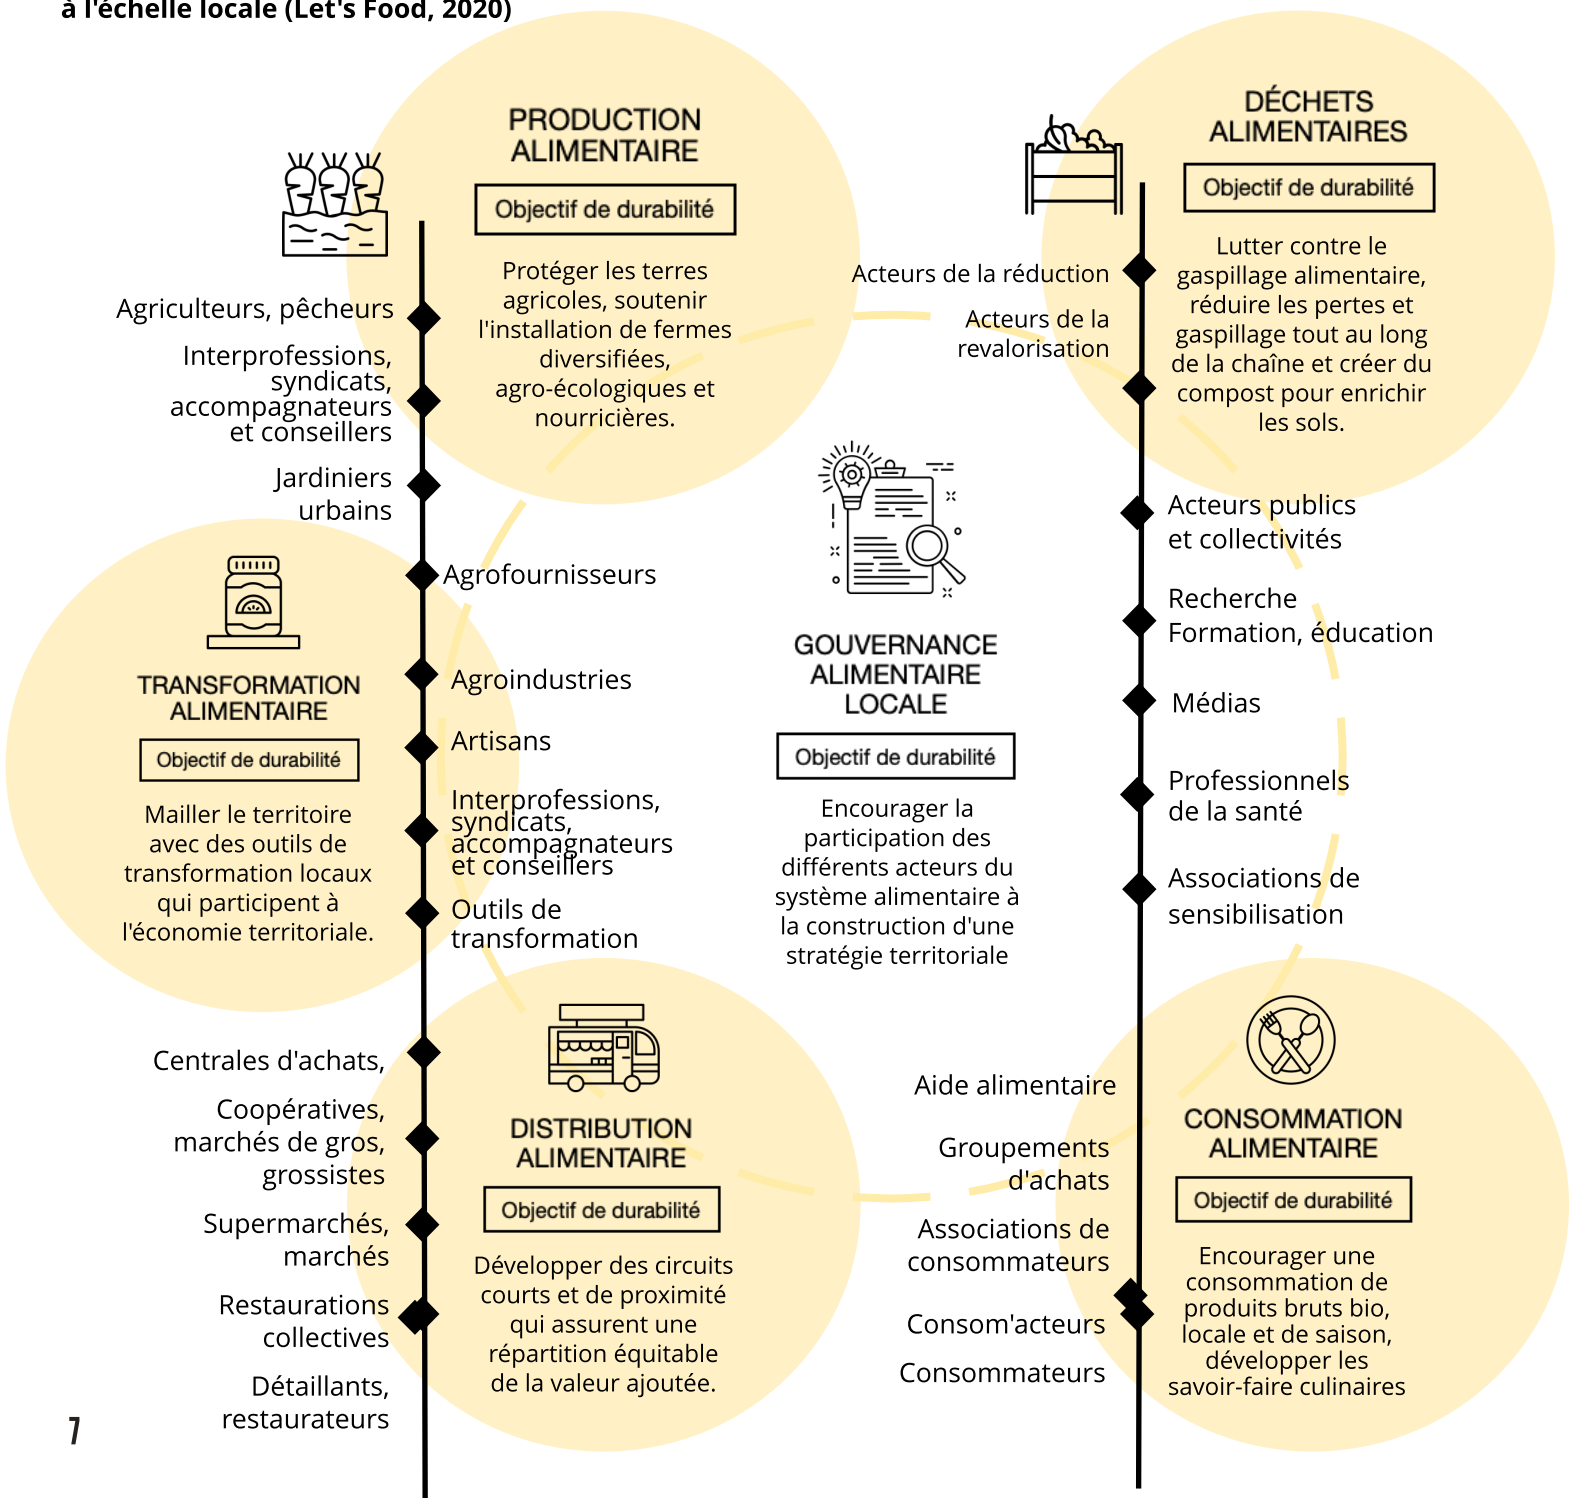 à l'échelle locale (Let's Food, 2020)
PRODUCTION
ALIMENTAIRE
Objectif de durabilité
Protéger les terres
agricoles, soutenir
l'installation de fermes
diversifiées,
agro-écologiques et
nourricières.
Agriculteurs, pêcheurs
Interprofessions,
syndicats,
accompagnateurs
et conseillers
Jardiniers
urbains
Agrofournisseurs
TRANSFORMATION
ALIMENTAIRE
Objectif de durabilité
Mailler le territoire
avec des outils de
transformation locaux
qui participent à
l'économie territoriale.
Agroindustries
Artisans
Interprofessions,
syndicats,
accompagnateurs
et conseillers
Outils de
transformation
Centrales d'achats,
Coopératives,
marchés de gros,
grossistes
Supermarchés,
marchés
Restaurations
collectives
Détaillants,
restaurateurs
DISTRIBUTION
ALIMENTAIRE
Objectif de durabilité
Développer des circuits
courts et de proximité
qui assurent une
répartition équitable
de la valeur ajoutée.
GOUVERNANCE
ALIMENTAIRE
LOCALE
Objectif de durabilité
Encourager la
participation des
différents acteurs du
système alimentaire à
la construction d'une
stratégie territoriale
DÉCHETS
ALIMENTAIRES
Objectif de durabilité
Lutter contre le
gaspillage alimentaire,
réduire les pertes et
gaspillage tout au long
de la chaîne et créer du
compost pour enrichir
les sols.
Acteurs de la réduction
Acteurs de la
revalorisation
Acteurs publics
et collectivités
Recherche
Formation, éducation
Médias
Professionnels
de la santé
Associations de
sensibilisation
Aide alimentaire
Groupements
d'achats
Associations de
consommateurs
Consom'acteurs
Consommateurs
CONSOMMATION
ALIMENTAIRE
Objectif de durabilité
Encourager une
consommation de
produits bruts bio,
locale et de saison,
développer les
savoir-faire culinaires
7